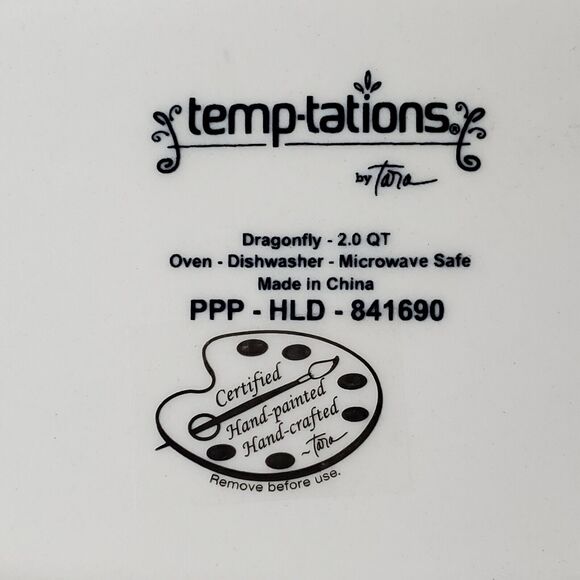 temp-tations®
by Tara
Dragonfly - 2.0 QT
Oven - Dishwasher - Microwave Safe
Made in China
PPP - HLD - 841690
Certified
Hand-painted
Hand-crafted
~Tara
Remove before use.